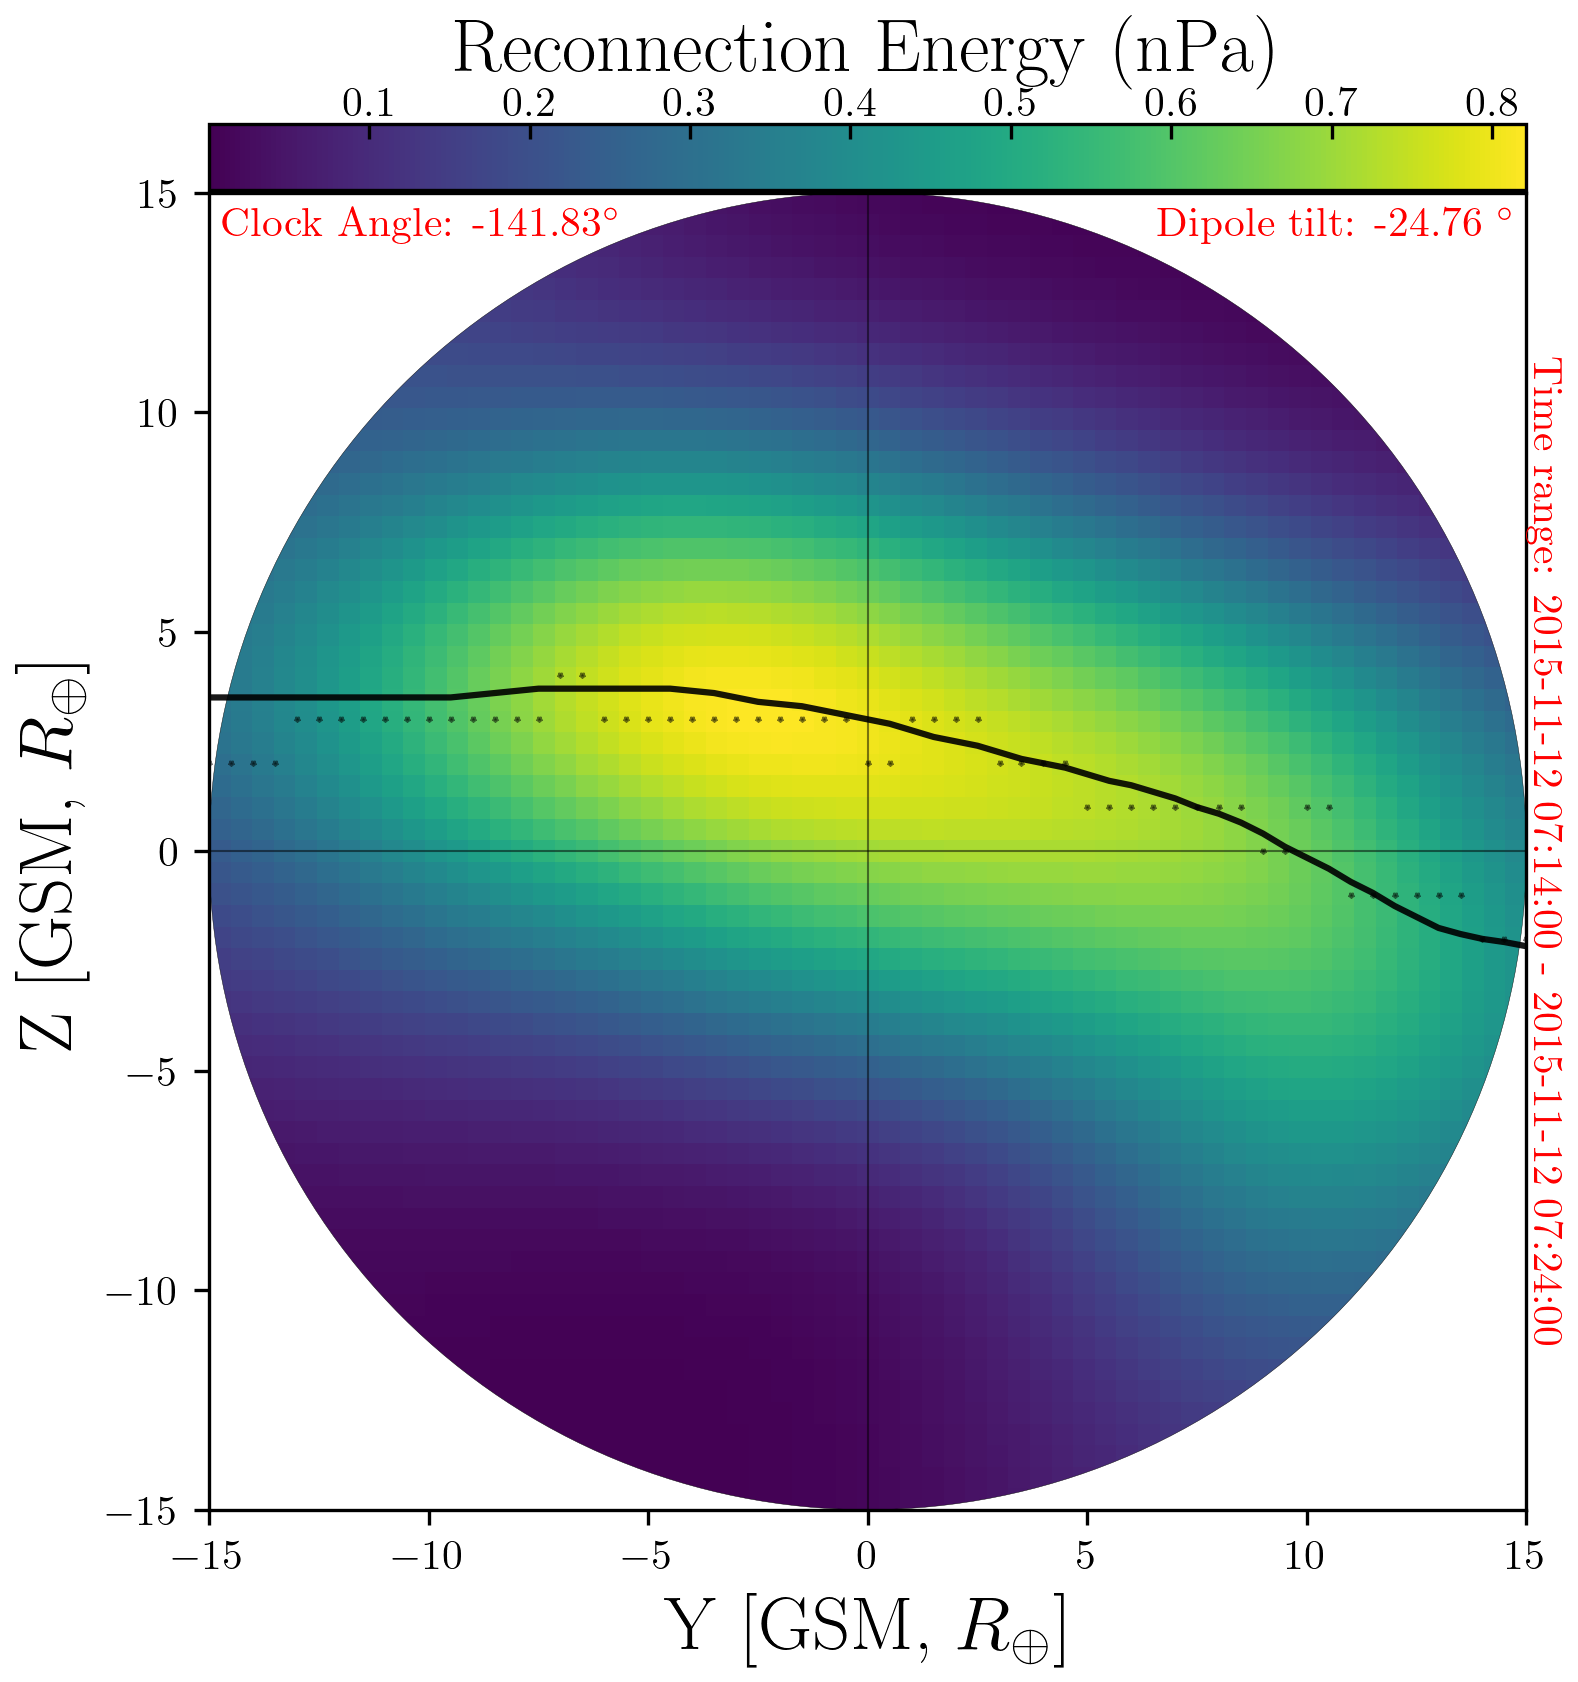 Reconnection Energy (nPa)
0.1 0.2 0.3 0.4 0.5 0.6 0.7 0.8
Clock Angle: -141.83°
Dipole tilt: -24.76 °
Time range: 2015-11-12 07:14:00 - 2015-11-12 07:24:00
Z [GSM, R⊕]
15
10
5
0
−5
−10
−15
−15 −10 −5 0 5 10 15
Y [GSM, R⊕]